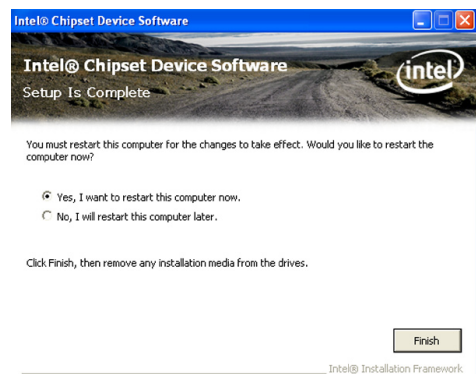 Intel® Chipset Device Software
Intel® Chipset Device Software
Setup Is Complete
intel
You must restart this computer for the changes to take effect. Would you like to restart the
computer now?
Yes, I want to restart this computer now.
No, I will restart this computer later.
Click Finish, then remove any installation media from the drives.
Finish
Intel® Installation Framework